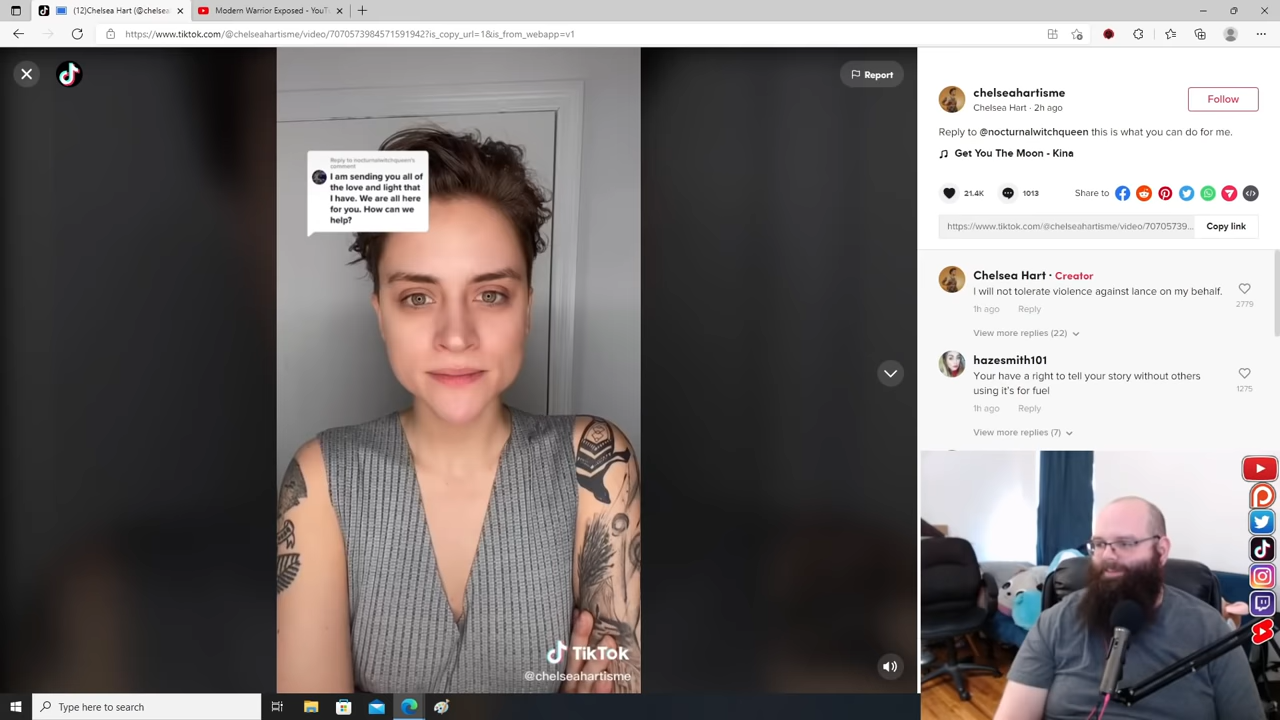 (12)Chelsea Hart (@chelsea
Modern Warrior Exposed - YouT
https://www.tiktok.com/@chelseahartisme/video/7070573984571591942?is_copy_url=1&is_from_webapp=v1
Report
Reply to nocturnalwitchqueen's
comment
I am sending you all of
the love and light that
I have. We are all here
for you. How can we
help?
TikTok
@chelseahartisme
chelseahartisme
Chelsea Hart · 2h ago
Follow
Reply to @nocturnalwitchqueen this is what you can do for me.
Get You The Moon - Kina
21.4K
1013
Share to
https://www.tiktok.com/@chelseahartisme/video/70705739...
Copy link
Chelsea Hart · Creator
I will not tolerate violence against lance on my behalf.
2779
1h ago
Reply
View more replies (22)
hazesmith101
Your have a right to tell your story without others
using it's for fuel
1275
1h ago
Reply
View more replies (7)
Type here to search